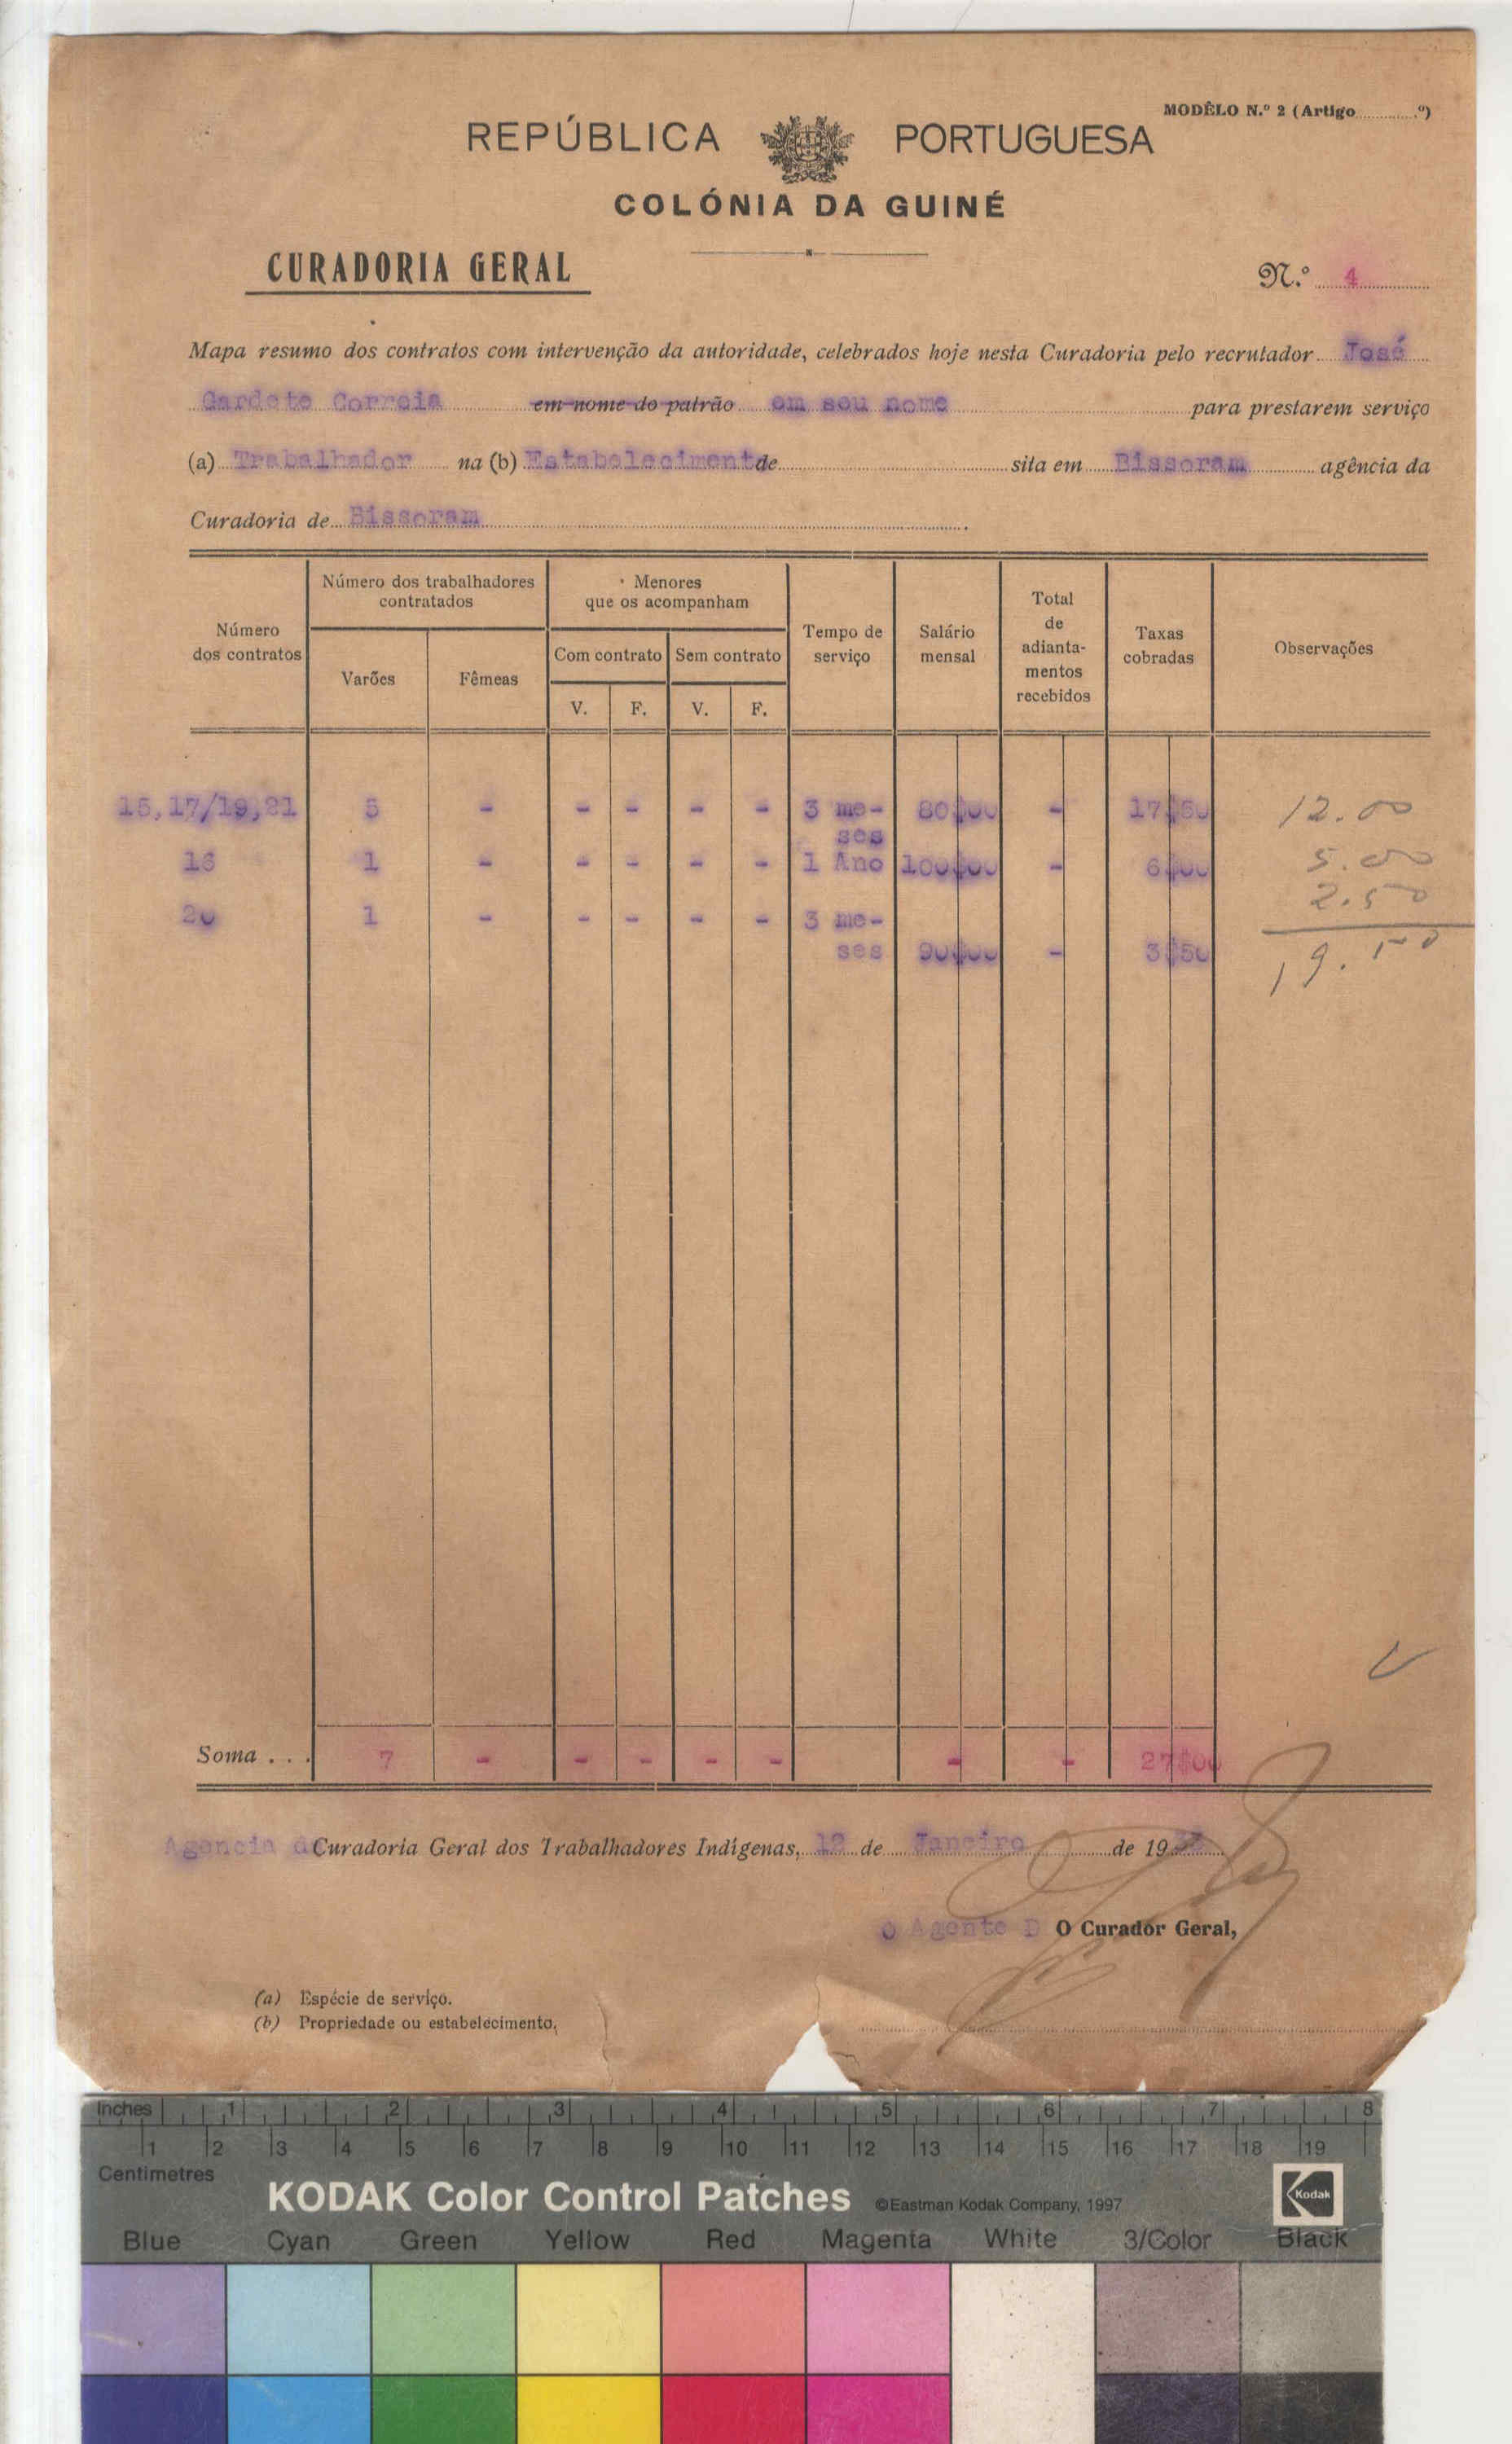 MODÊLO N.º 2 (Artigo............º)
REPÚBLICA PORTUGUESA
COLÓNIA DA GUINÉ
CURADORIA GERAL
N.º 4
Mapa resumo dos contratos com intervenção da autoridade, celebrados hoje nesta Curadoria pelo recrutador José
Gardete Correia em nome do patrão em seu nome para prestarem serviço
(a) Trabalhador na (b) Estabeleciment de sita em Bissoram agência da
Curadoria de Bissoram
Número dos contratos Número dos trabalhadores contratados Menores que os acompanham Tempo de serviço Salário mensal Total de adianta-mentos recebidos Taxas cobradas Observações
Varões Fêmeas Com contrato Sem contrato
V. F. V. F.
15,17/19,21 5 - - - - - 3 me- 80$00 - 17$50 12.00
ses
16 1 - - - - - 1 Ano 100$00 - 6$00 5.00
2.50
20 1 - - - - - 3 me-
ses 90$00 - 3$50 19.50
Soma . . . 7 - - - - - - - 27$00
Agencia d Curadoria Geral dos Trabalhadores Indígenas, 12 de Janeiro de 19
O Agente D O Curador Geral,
(a) Espécie de serviço.
(b) Propriedade ou estabelecimento.
Inches 1 2 3 4 5 6 7 8
1 2 3 4 5 6 7 8 9 10 11 12 13 14 15 16 17 18 19
Centimetres
KODAK Color Control Patches ©Eastman Kodak Company, 1997 Kodak
Blue Cyan Green Yellow Red Magenta White 3/Color Black